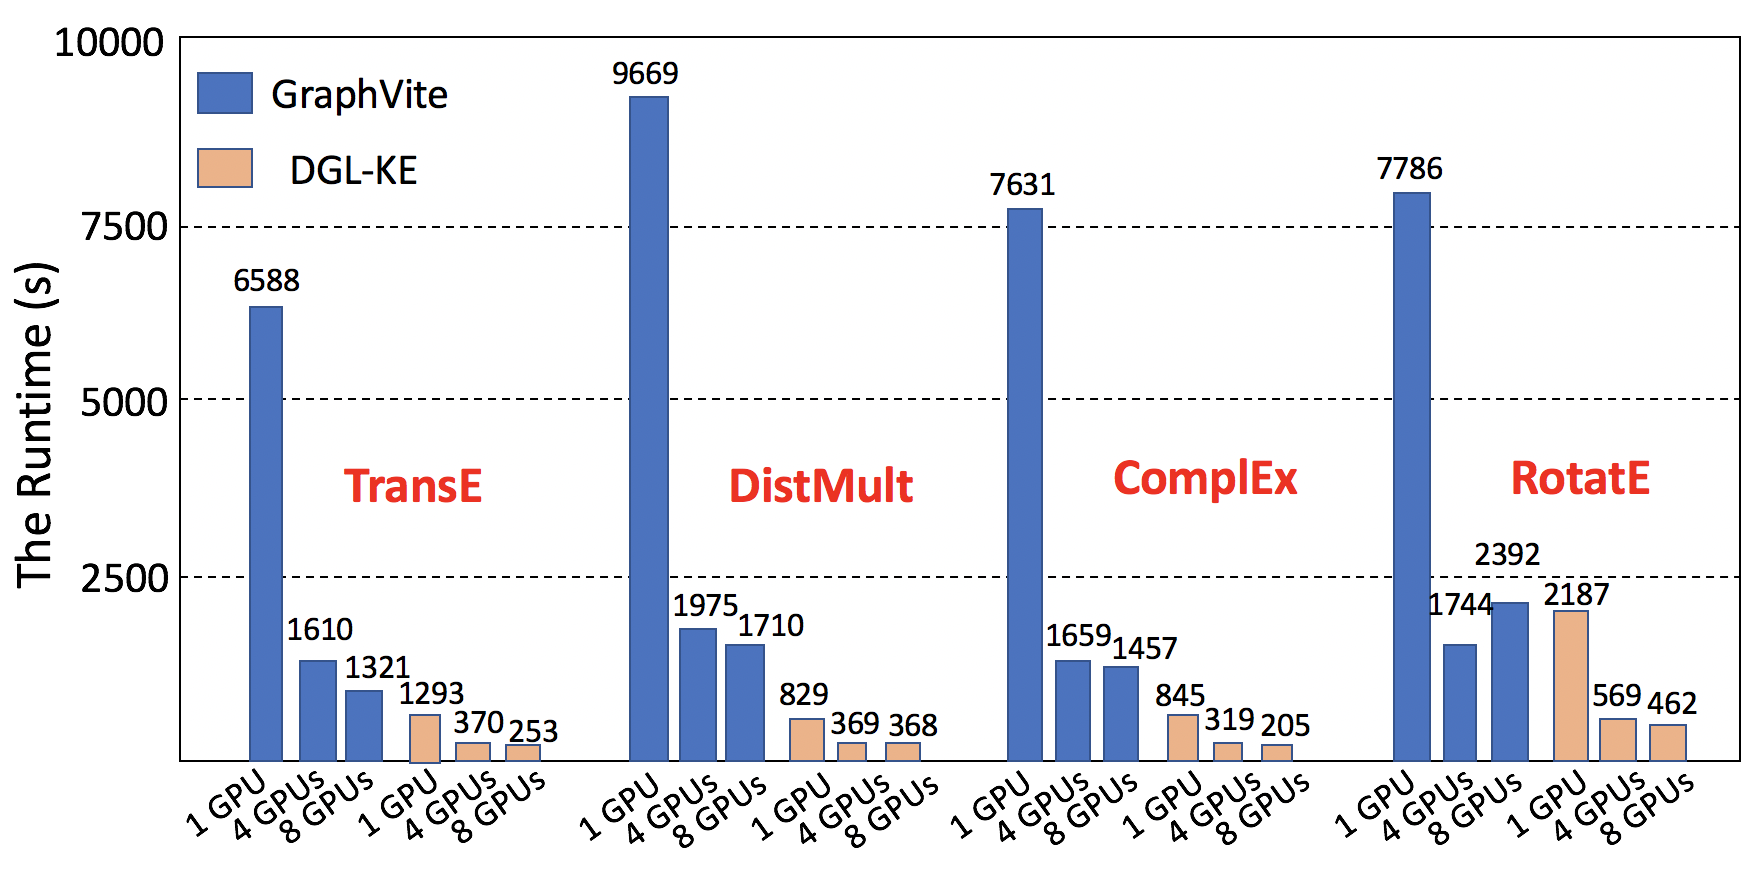 The Runtime (s)
10000
7500
5000
2500
GraphVite
DGL-KE
TransE
6588
1610
1321
1293
370
253
1 GPU
4 GPUs
8 GPUs
1 GPU
4 GPUs
8 GPUs
DistMult
9669
1975
1710
829
369
368
1 GPU
4 GPUs
8 GPUs
1 GPU
4 GPUs
8 GPUs
ComplEx
7631
1659
1457
845
319
205
1 GPU
4 GPUs
8 GPUs
1 GPU
4 GPUs
8 GPUs
RotatE
7786
1744
2392
2187
569
462
1 GPU
4 GPUs
8 GPUs
1 GPU
4 GPUs
8 GPUs